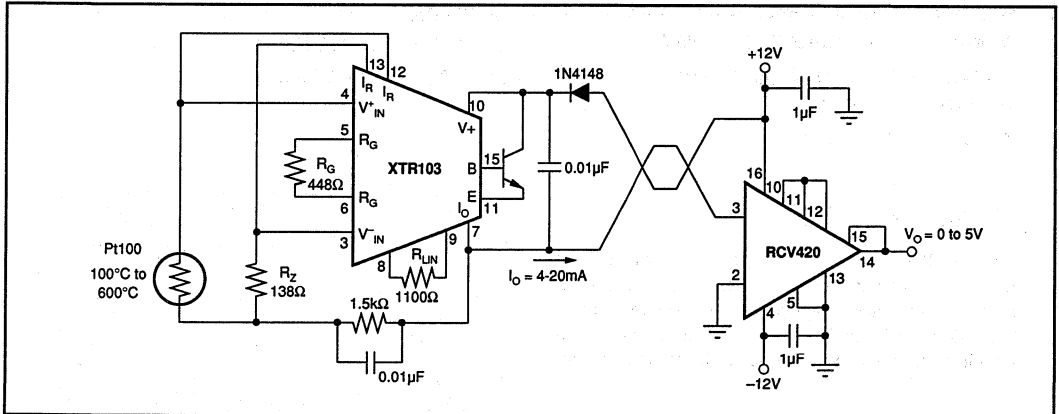 +12V
1N4148
1µF
13
12
I_R
I_R
4
V⁺_IN
10
V+
5
R_G
R_G
448Ω
XTR103
B
15
0.01µF
E
11
R_G
6
I_O
7
V⁻_IN
3
9
8
R_LIN
1100Ω
I_O = 4-20mA
Pt100
100°C to
600°C
R_Z
138Ω
1.5kΩ
0.01µF
16
10
11
12
3
15
RCV420
V_O = 0 to 5V
14
2
13
5
4
1µF
–12V